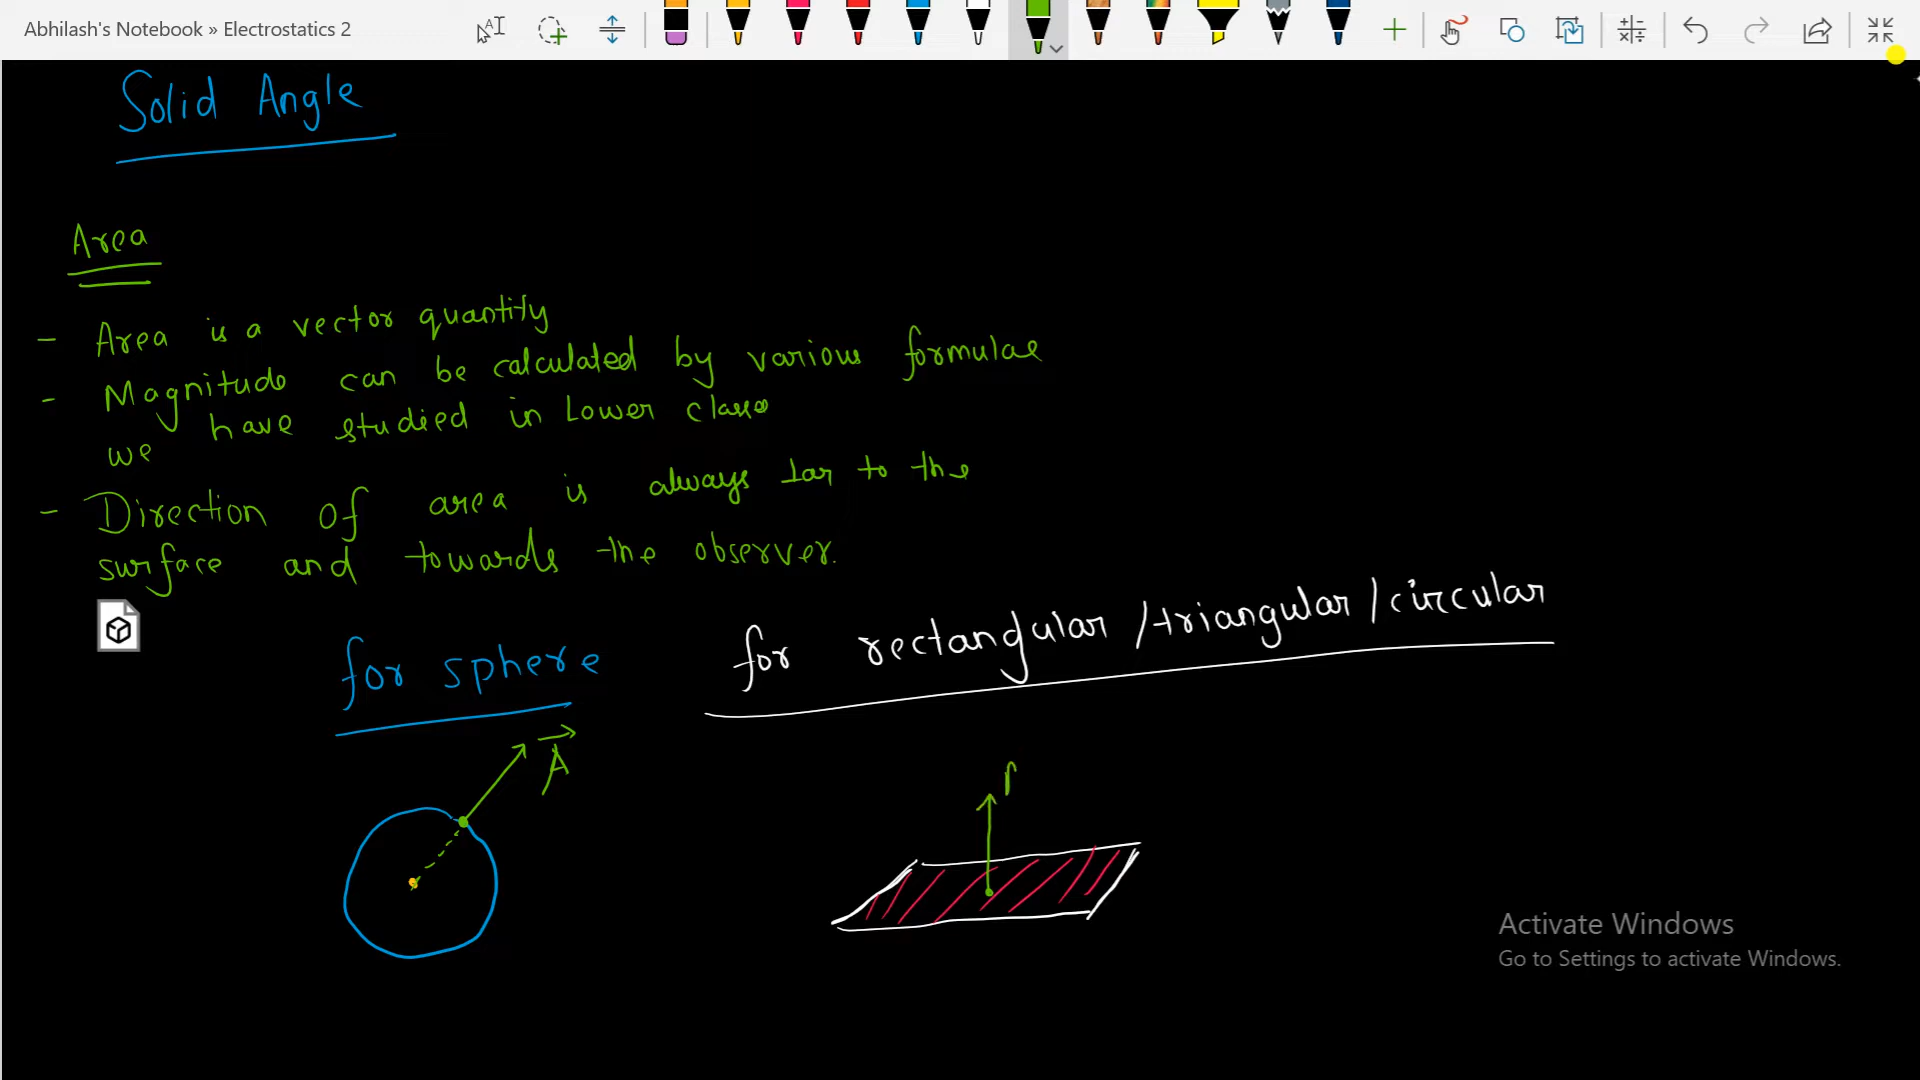 Abhilash's Notebook » Electrostatics 2
Solid Angle
Area
- Area is a vector quantity
- Magnitude can be calculated by various formulae
we have studied in Lower classes
- Direction of area is always ⊥ar to the
surface and towards the observer.
for sphere
for rectangular / triangular / circular
A
Activate Windows
Go to Settings to activate Windows.